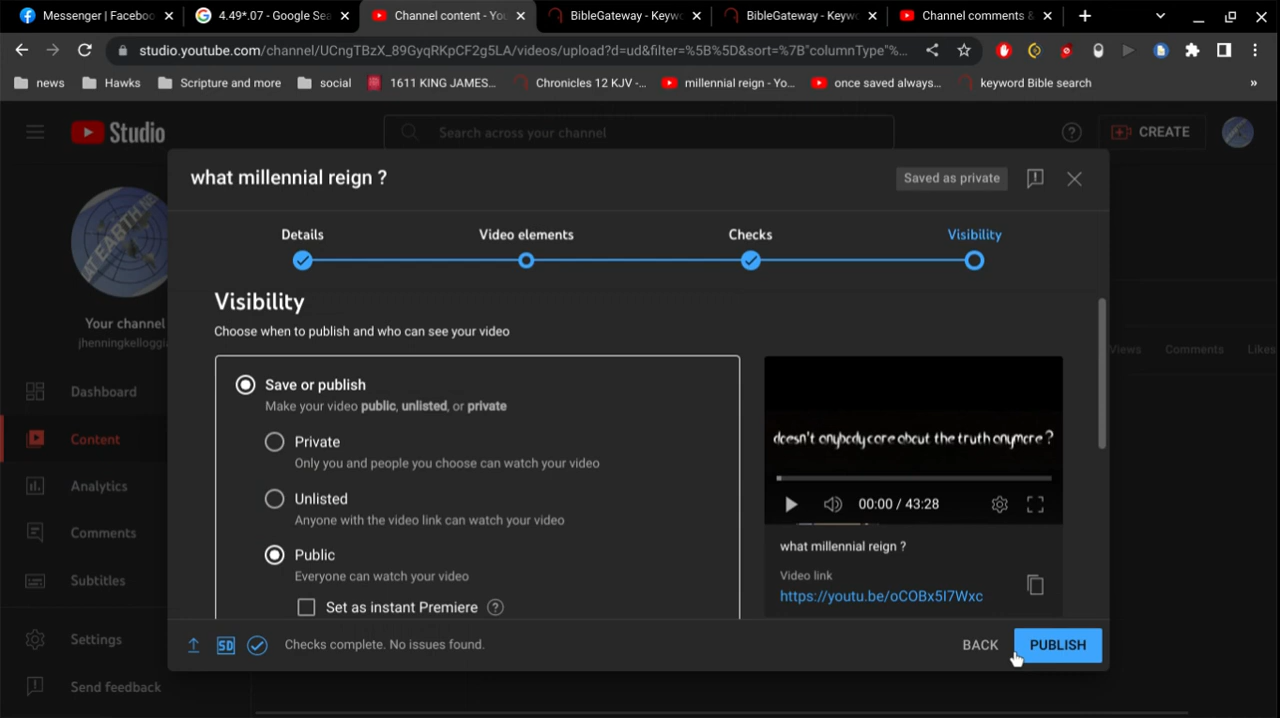 Messenger | Faceboo
4.49*.07 - Google Sea
Channel content - Yo
BibleGateway - Keywo
BibleGateway - Keywo
Channel comments &
studio.youtube.com/channel/UCngTBzX_89GyqRKpCF2g5LA/videos/upload?d=ud&filter=%5B%5D&sort=%7B"columnType"%...
news
Hawks
Scripture and more
social
1611 KING JAMES...
Chronicles 12 KJV -...
millennial reign - Yo...
once saved always...
keyword Bible search
»
Studio
Search across your channel
CREATE
what millennial reign ?
Saved as private
Details
Video elements
Checks
Visibility
AT EARTH
Your channel
jhenningkelloggi
Dashboard
Content
Analytics
Comments
Subtitles
Settings
Send feedback
Views
Comments
Likes
Visibility
Choose when to publish and who can see your video
Save or publish
Make your video public, unlisted, or private
Private
Only you and people you choose can watch your video
Unlisted
Anyone with the video link can watch your video
Public
Everyone can watch your video
Set as instant Premiere
doesn't anybody care about the truth anymore ?
00:00 / 43:28
what millennial reign ?
Video link
https://youtu.be/oCOBx5I7Wxc
SD
Checks complete. No issues found.
BACK
PUBLISH